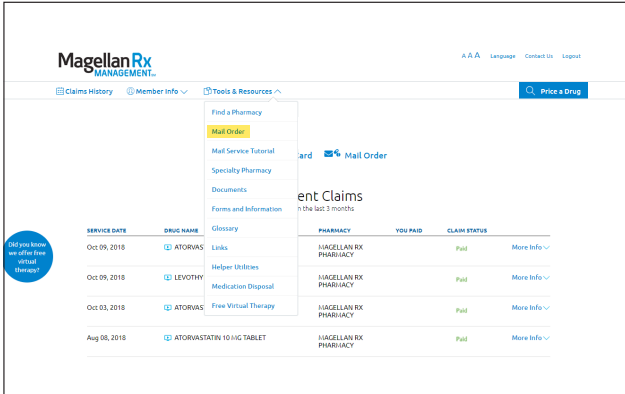 Magellan Rx
MANAGEMENT
A A A Language Contact Us Logout
Claims History Member Info Tools & Resources Price a Drug
Find a Pharmacy
Mail Order
Mail Service Tutorial
Specialty Pharmacy
Documents
Forms and Information
Glossary
Links
Helper Utilities
Medication Disposal
Free Virtual Therapy
ard Mail Order
ent Claims
n the last 3 months
Did you know
we offer free
virtual
therapy?
SERVICE DATE DRUG NAME PHARMACY YOU PAID CLAIM STATUS
Oct 09, 2018 ATORVAS MAGELLAN RX Paid More Info
PHARMACY
Oct 09, 2018 LEVOTHY MAGELLAN RX Paid More Info
PHARMACY
Oct 03, 2018 ATORVAS MAGELLAN RX Paid More Info
PHARMACY
Aug 08, 2018 ATORVASTATIN 10 MG TABLET MAGELLAN RX Paid More Info
PHARMACY